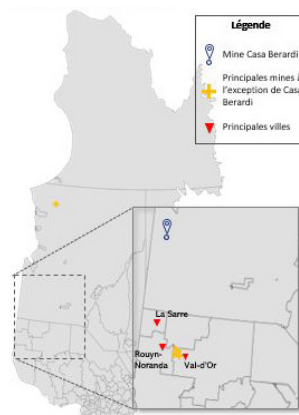 Légende
Mine Casa Berardi
Principales mines à
l'exception de Casa
Berardi
Principales villes
La Sarre
Rouyn-
Noranda
Val-d'Or